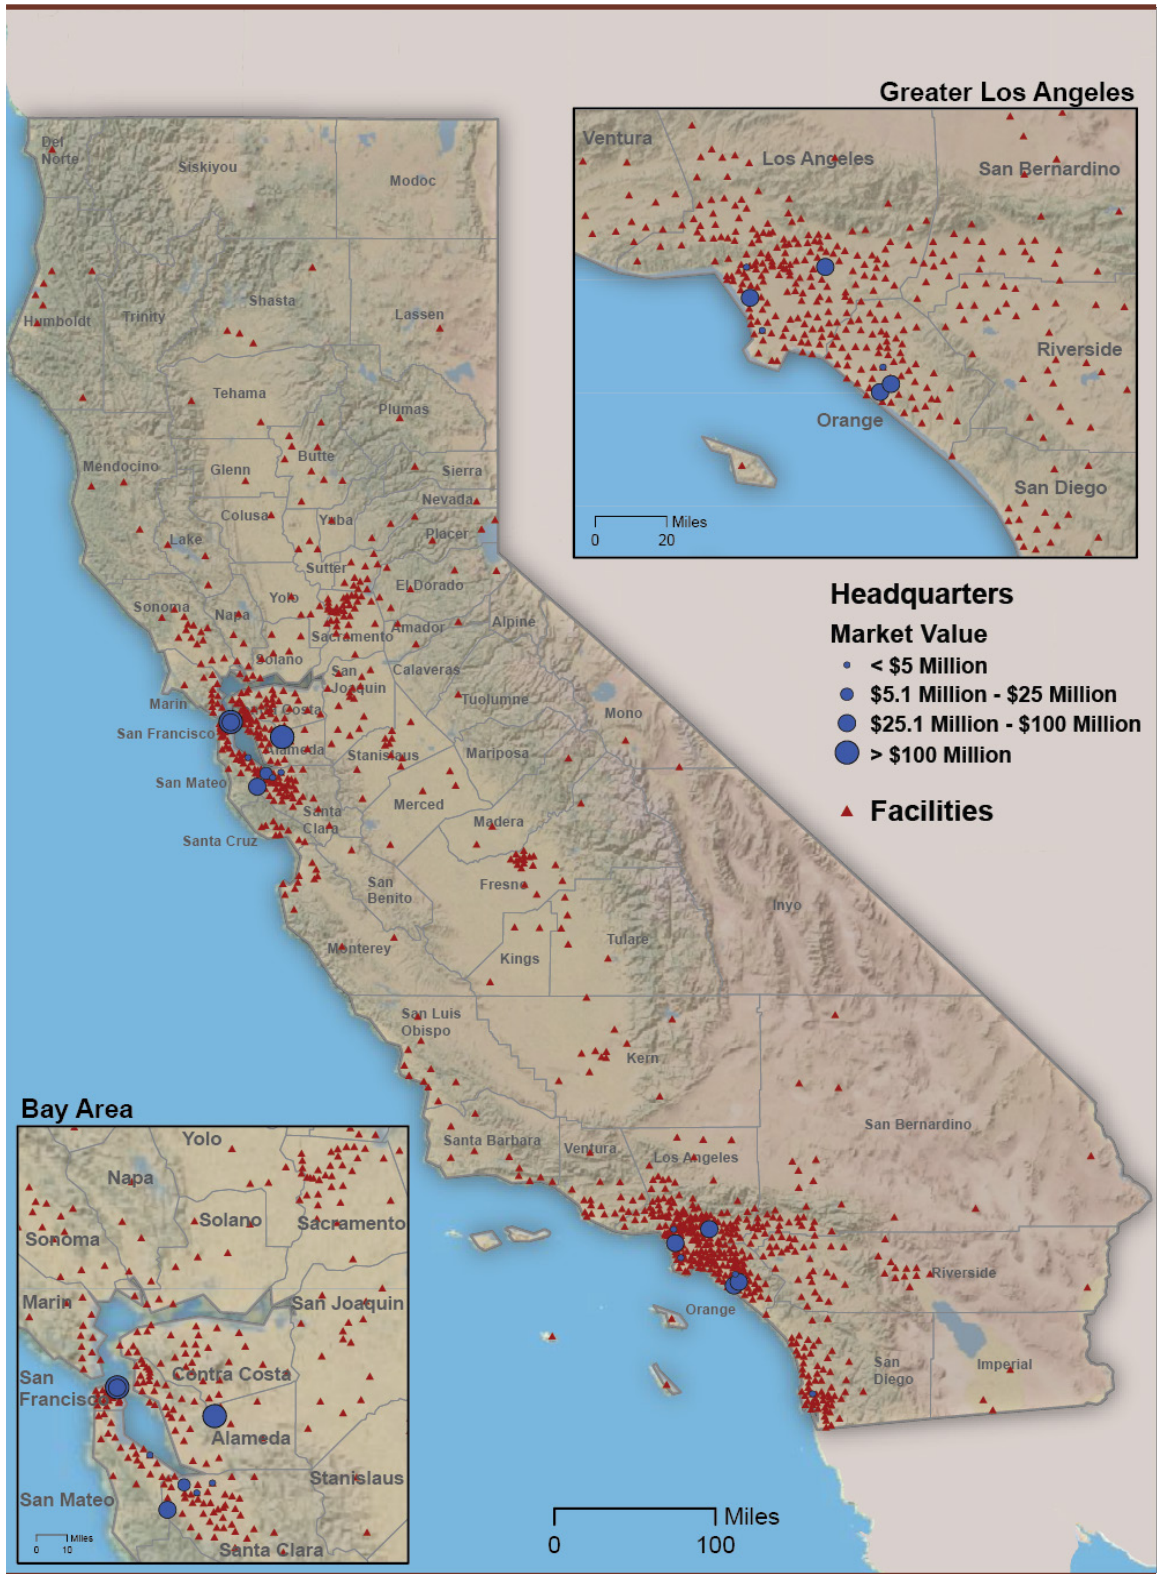 Greater Los Angeles
Ventura
Los Angeles
San Bernardino
Riverside
Orange
San Diego
Miles
0 20
Headquarters
Market Value
< $5 Million
$5.1 Million - $25 Million
$25.1 Million - $100 Million
> $100 Million
Facilities
Del
Norte
Siskiyou
Modoc
Humboldt
Trinity
Shasta
Lassen
Tehama
Plumas
Mendocino
Glenn
Butte
Sierra
Nevada
Colusa
Yuba
Placer
Lake
Sutter
El Dorado
Sonoma
Napa
Yolo
Sacramento
Amador
Alpine
Solano
San
Joaquin
Calaveras
Marin
Costa
Tuolumne
Mono
San Francisco
Alameda
Stanislaus
Mariposa
San Mateo
Santa
Clara
Merced
Madera
Santa Cruz
San
Benito
Fresno
Inyo
Monterey
Kings
Tulare
San Luis
Obispo
Kern
Santa Barbara
Ventura
Los Angeles
San Bernardino
Orange
Riverside
San
Diego
Imperial
Miles
0 100
Bay Area
Yolo
Napa
Solano
Sacramento
Sonoma
Marin
San Joaquin
Contra Costa
San
Francisco
Alameda
Stanislaus
San Mateo
Santa Clara
Miles
0 10